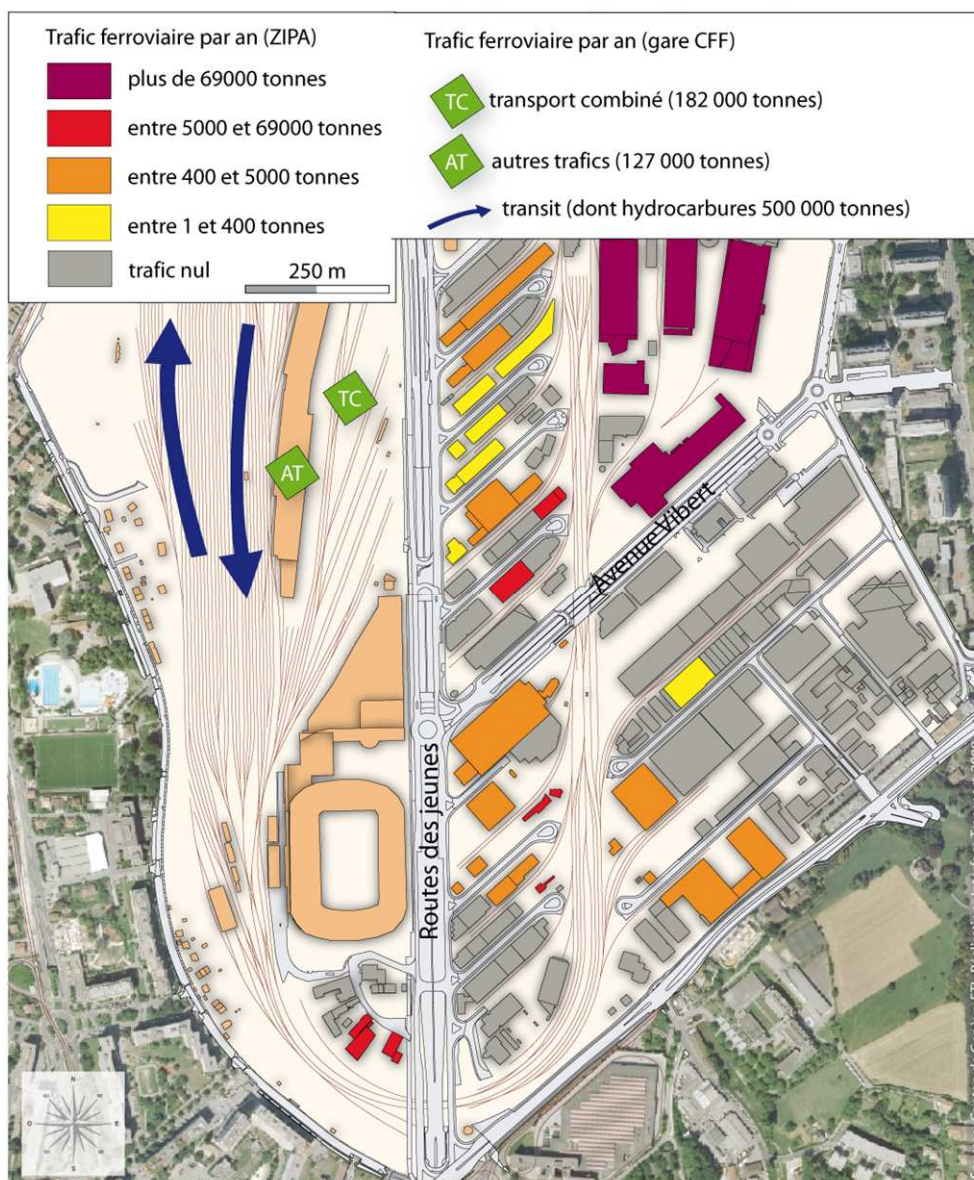 Trafic ferroviaire par an (ZIPA)
plus de 69000 tonnes
entre 5000 et 69000 tonnes
entre 400 et 5000 tonnes
entre 1 et 400 tonnes
trafic nul
250 m
Trafic ferroviaire par an (gare CFF)
TC transport combiné (182 000 tonnes)
AT autres trafics (127 000 tonnes)
transit (dont hydrocarbures 500 000 tonnes)
TC
AT
Avenue Vibert
Routes des jeunes
N
O
E
S